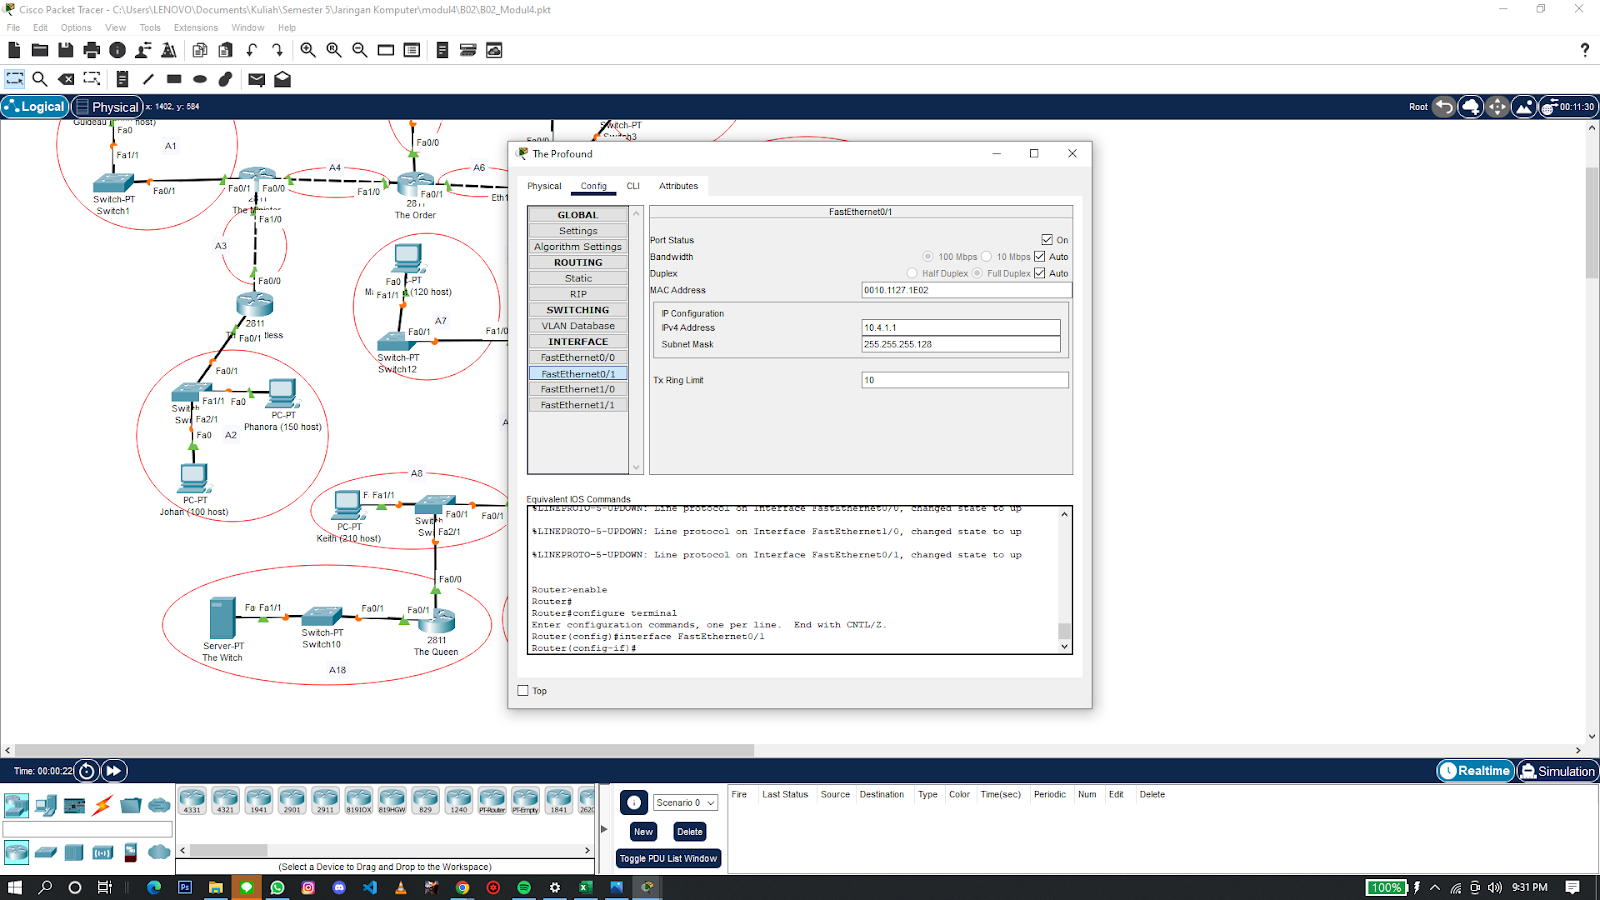 Cisco Packet Tracer - C:\Users\LENOVO\Documents\Kuliah\Semester 5\Jaringan Komputer\modul4\B02\B02_Modul4.pkt
File Edit Options View Tools Extensions Window Help
?
Logical Physical x: 1402, y: 584
Root 00:11:30
Fa0
A1
Fa1/1
Fa0/1
Switch-PT
Switch1
Fa0/1 Fa0/0
2811
Fa1/0
A4
Fa0/0
Fa1/0
Fa0/1
2811
The Order
A6
Switch-PT
Switch3
A3
Fa0/0
2811
Fa0/1
Fa0/1
Fa1/1 Fa0
PC-PT
Phanora (150 host)
Fa2/1
Fa0 A2
PC-PT
Johan (100 host)
Fa0
Fa1/1
(120 host)
A7
Fa0/1
Fa1/0
Switch-PT
Switch12
A8
Fa1/1
PC-PT
Keith (210 host)
Fa0/1 Fa0/1
Fa2/1
Fa0/0
Fa Fa1/1
Fa0/1 Fa0/1
Server-PT
The Witch
Switch-PT
Switch10
2811
The Queen
A18
The Profound
Physical Config CLI Attributes
GLOBAL
Settings
Algorithm Settings
ROUTING
Static
RIP
SWITCHING
VLAN Database
INTERFACE
FastEthernet0/0
FastEthernet0/1
FastEthernet1/0
FastEthernet1/1
FastEthernet0/1
Port Status On
Bandwidth 100 Mbps 10 Mbps Auto
Duplex Half Duplex Full Duplex Auto
MAC Address 0010.1127.1E02
IP Configuration
IPv4 Address 10.4.1.1
Subnet Mask 255.255.255.128
Tx Ring Limit 10
Equivalent IOS Commands
%LINEPROTO-5-UPDOWN: Line protocol on Interface FastEthernet0/0, changed state to up
%LINEPROTO-5-UPDOWN: Line protocol on Interface FastEthernet1/0, changed state to up
%LINEPROTO-5-UPDOWN: Line protocol on Interface FastEthernet0/1, changed state to up
Router>enable
Router#
Router#configure terminal
Enter configuration commands, one per line. End with CNTL/Z.
Router(config)#interface FastEthernet0/1
Router(config-if)#
Top
Time: 00:00:22
Realtime Simulation
4331 4321 1941 2901 2911 819IOX 819HGW 829 1240 PT-Router PT-Empty 1841 2620
(Select a Device to Drag and Drop to the Workspace)
Scenario 0
New Delete
Toggle PDU List Window
Fire Last Status Source Destination Type Color Time(sec) Periodic Num Edit Delete
100% 9:31 PM